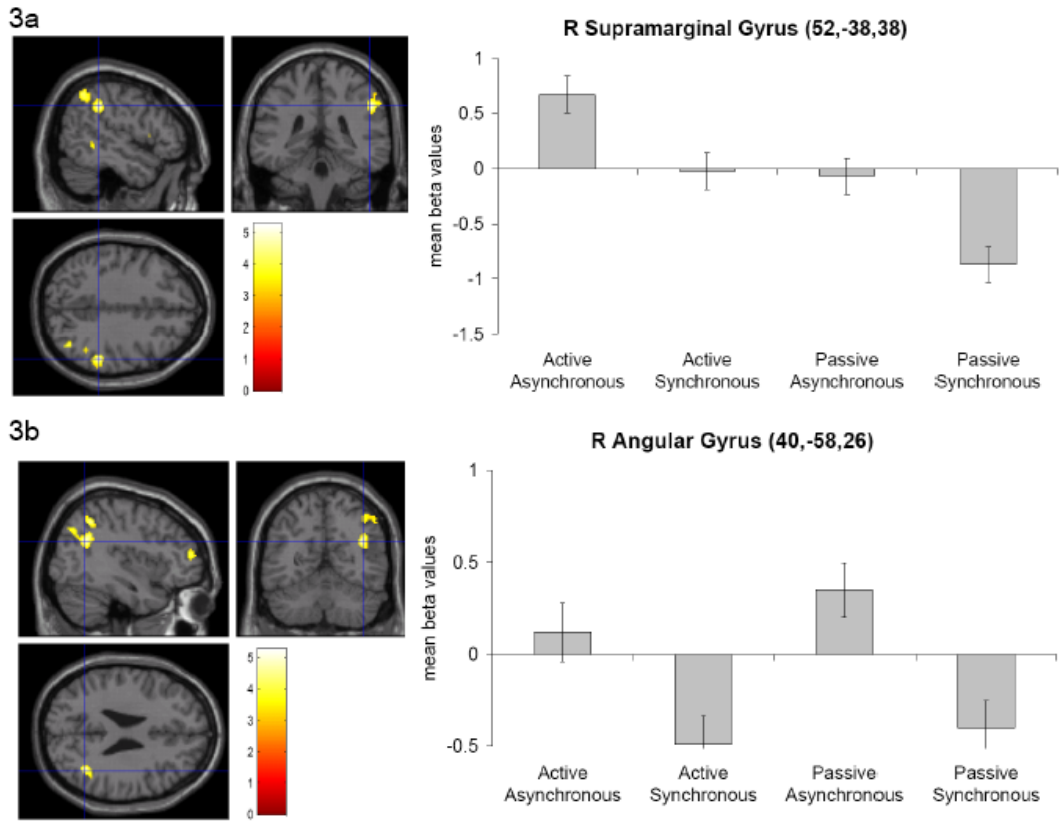 3a
R Supramarginal Gyrus (52,-38,38)
5
4
3
2
1
0
mean beta values
1
0.5
0
-0.5
-1
-1.5
Active
Asynchronous
Active
Synchronous
Passive
Asynchronous
Passive
Synchronous
3b
R Angular Gyrus (40,-58,26)
5
4
3
2
1
0
mean beta values
1
0.5
0
-0.5
Active
Asynchronous
Active
Synchronous
Passive
Asynchronous
Passive
Synchronous